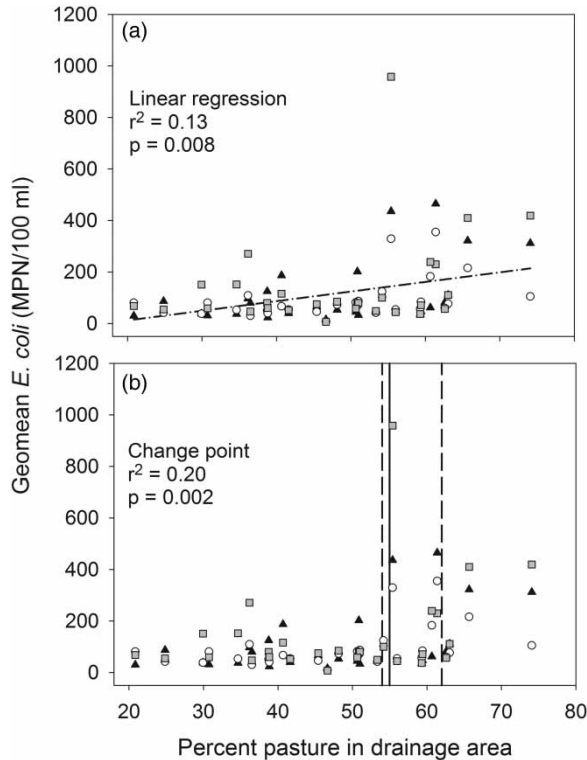 1200
(a)
1000
Linear regression
r² = 0.13
p = 0.008
800
600
400
200
0
Geomean E. coli (MPN/100 ml)
1200
(b)
1000
Change point
r² = 0.20
p = 0.002
800
600
400
200
0
20 30 40 50 60 70 80
Percent pasture in drainage area